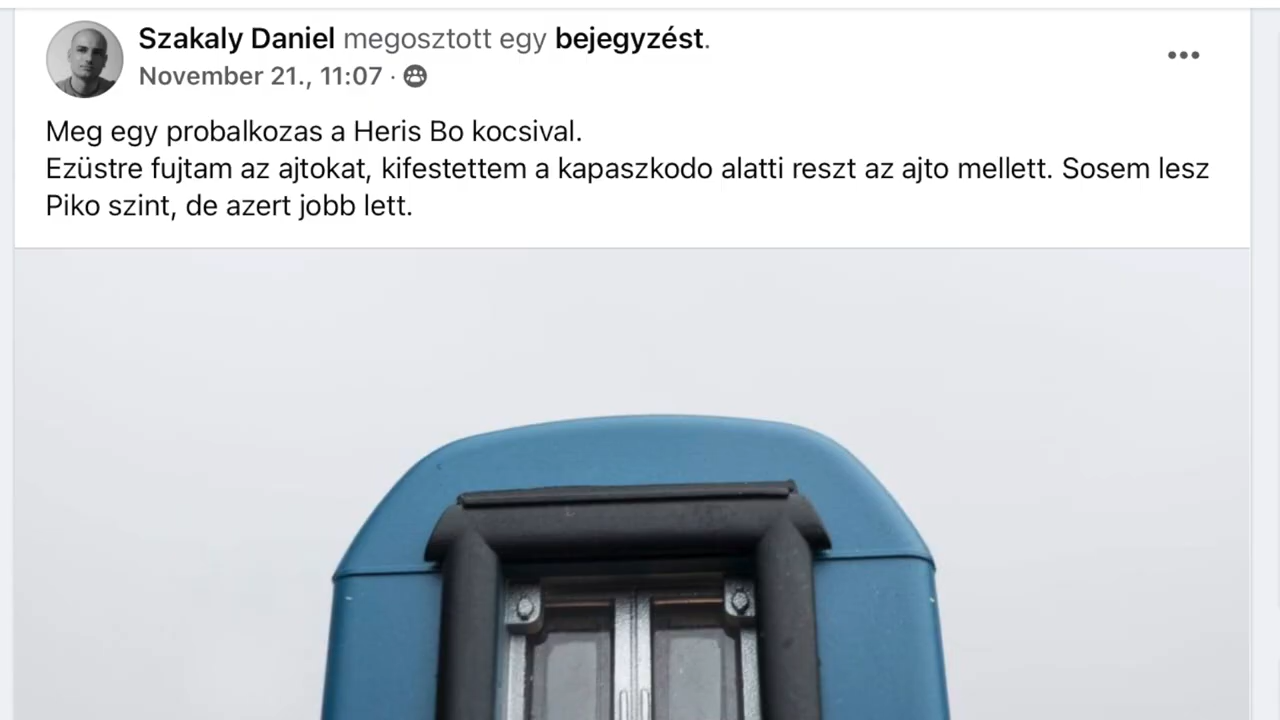 Szakaly Daniel megosztott egy bejegyzést.
November 21., 11:07 ·
Meg egy probalkozas a Heris Bo kocsival.
Ezüstre fujtam az ajtokat, kifestettem a kapaszkodo alatti reszt az ajto mellett. Sosem lesz
Piko szint, de azert jobb lett.